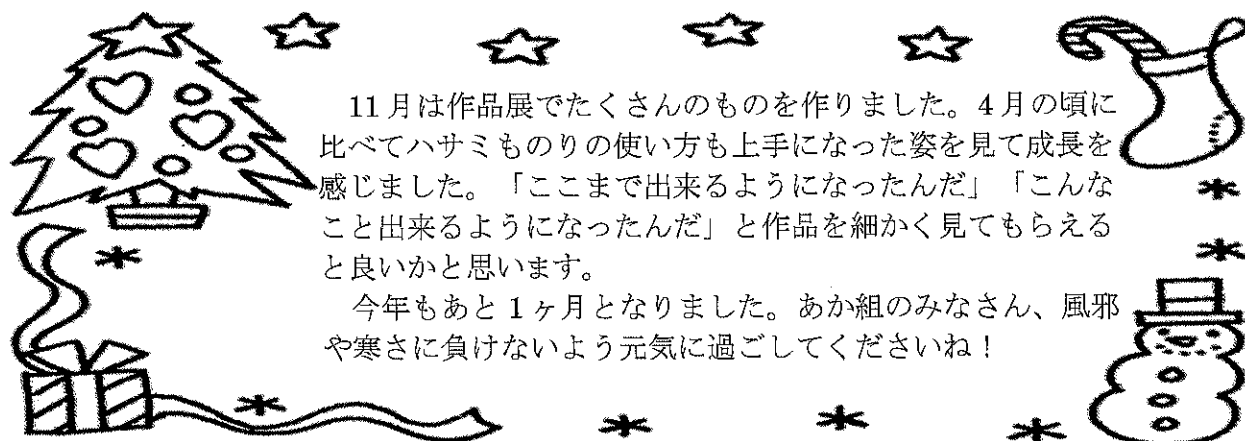 11月は作品展でたくさんのものを作りました。4月の頃に
比べてハサミものりの使い方も上手になった姿を見て成長を
感じました。「ここまで出来るようになったんだ」「こんな
こと出来るようになったんだ」と作品を細かく見てもらえる
と良いかと思います。
　今年もあと1ヶ月となりました。あか組のみなさん、風邪
や寒さに負けないよう元気に過ごしてくださいね！